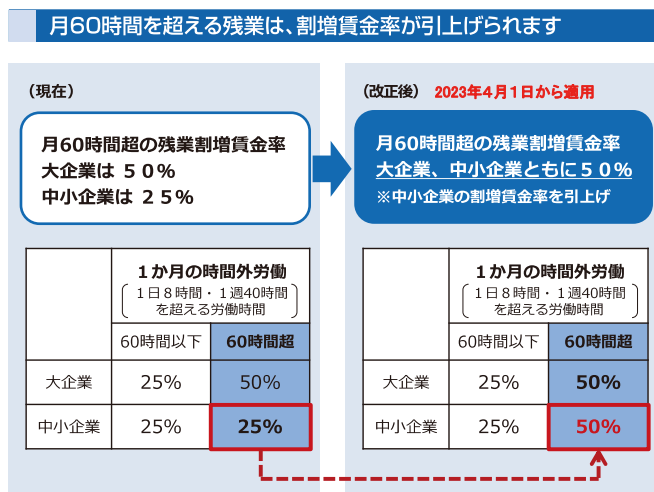 月60時間を超える残業は、割増賃金率が引上げられます
（現在）
月60時間超の残業割増賃金率
大企業は ５０％
中小企業は ２５％
１か月の時間外労働
１日８時間・１週40時間
を超える労働時間
60時間以下 60時間超
大企業 25% 50%
中小企業 25% 25%
（改正後） 2023年４月１日から適用
月60時間超の残業割増賃金率
大企業、中小企業ともに５０％
※中小企業の割増賃金率を引上げ
１か月の時間外労働
１日８時間・１週40時間
を超える労働時間
60時間以下 60時間超
大企業 25% 50%
中小企業 25% 50%